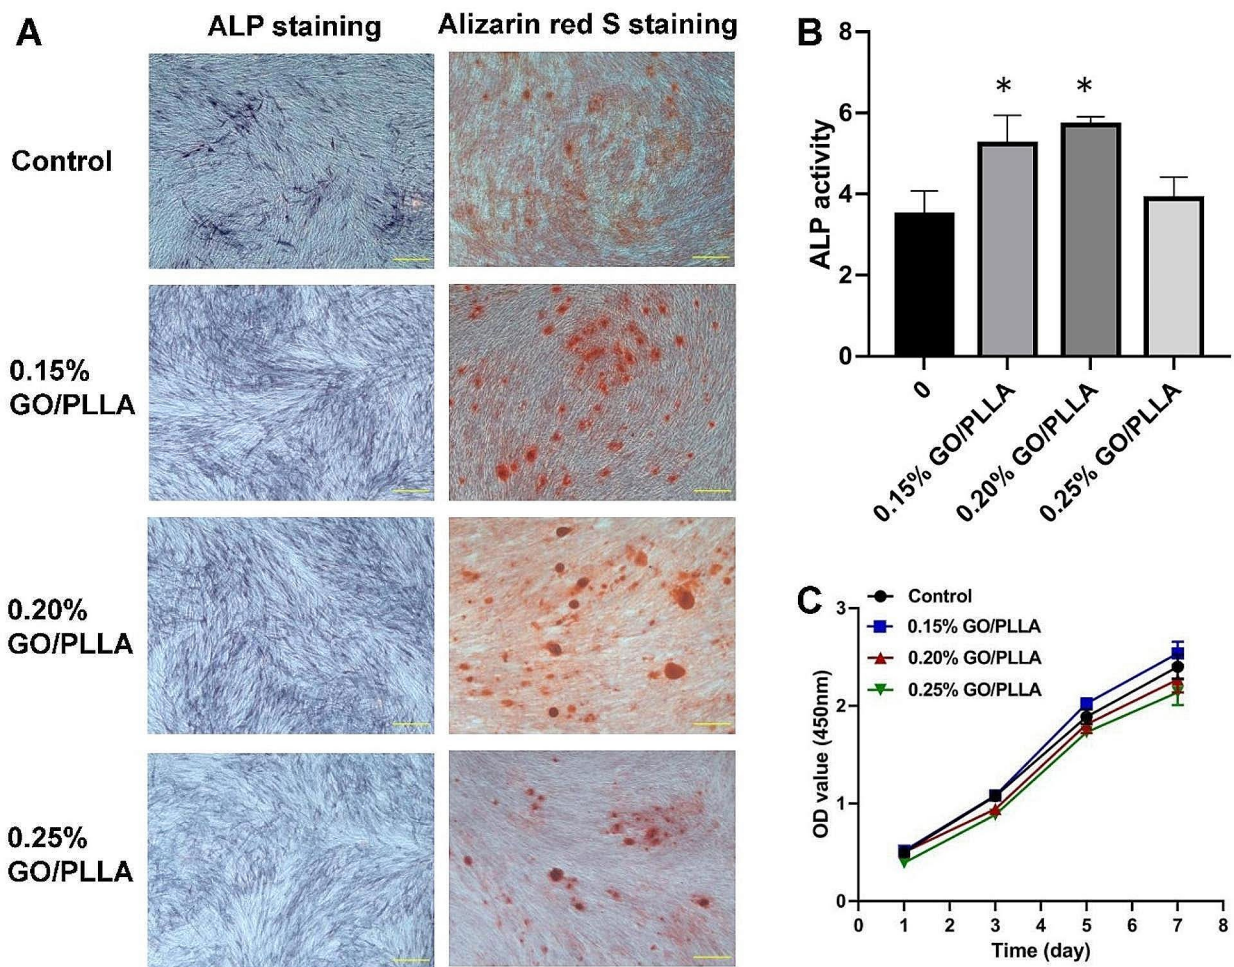 A
ALP staining
Alizarin red S staining
Control
0.15%
GO/PLLA
0.20%
GO/PLLA
0.25%
GO/PLLA
B
8
6
4
2
0
ALP activity
*
*
0
0.15% GO/PLLA
0.20% GO/PLLA
0.25% GO/PLLA
C
Control
0.15% GO/PLLA
0.20% GO/PLLA
0.25% GO/PLLA
3
2
1
0
OD value (450nm)
0 1 2 3 4 5 6 7 8
Time (day)